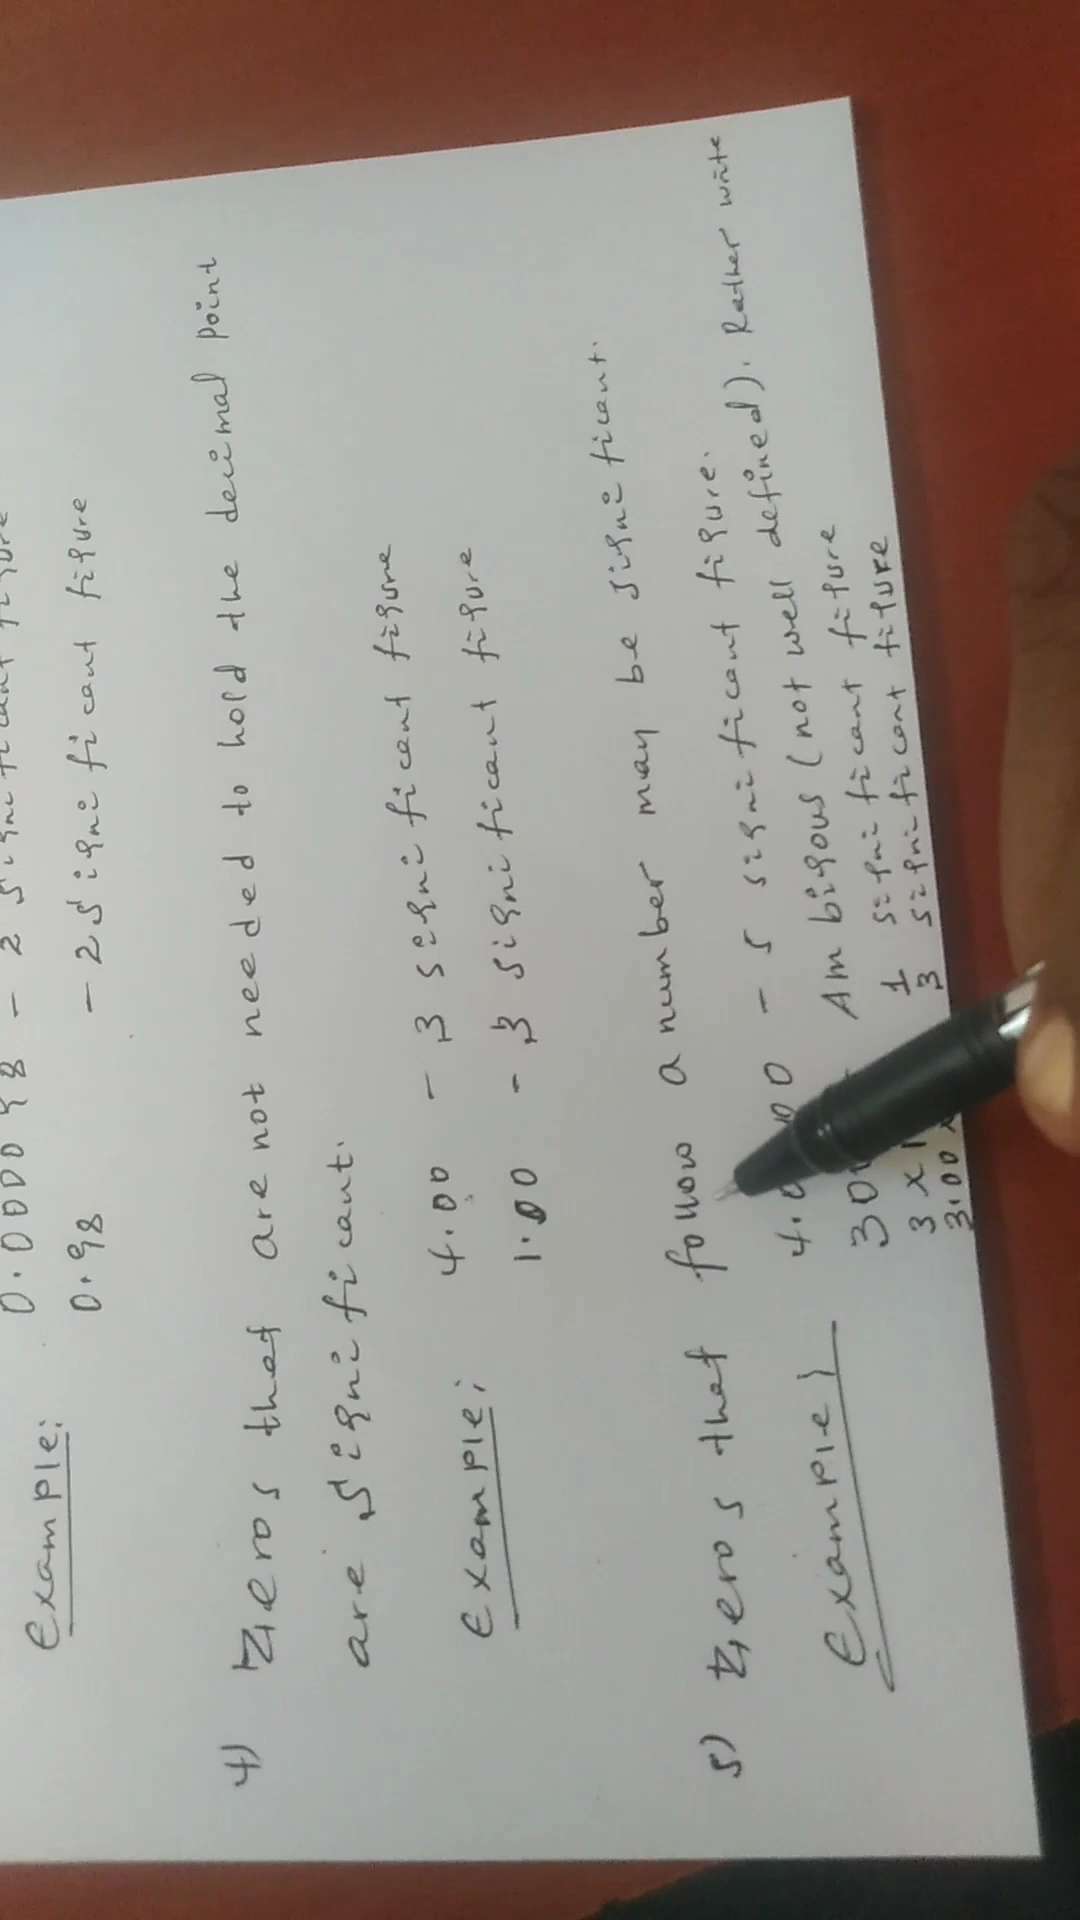 0.000098 - 2 significant figure
0.98 - 2 significant figure
Example:
4) Zeros that are not needed to hold the decimal point
are significant.
Example: 4.00 - 3 significant figure
1.00 - 3 significant figure
5) Zeros that follow a number may be significant.
Example) - 5 significant figure.
Ambigous (not well defined). Rather write
1 significant figure
3 significant figure